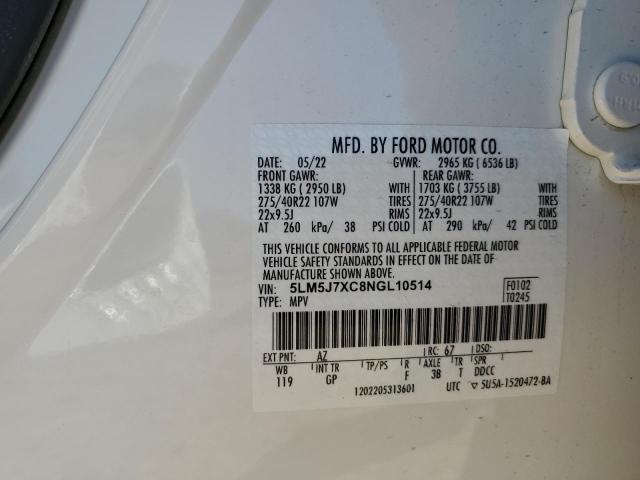 MFD. BY FORD MOTOR CO.
DATE: 05/22 GVWR: 2965 KG ( 6536 LB)
FRONT GAWR: REAR GAWR:
1338 KG ( 2950 LB) WITH 1703 KG ( 3755 LB) WITH
275/40R22 107W TIRES 275/40R22 107W TIRES
22x9.5J RIMS 22x9.5J RIMS
AT 260 kPa/ 38 PSI COLD AT 290 kPa/ 42 PSI COLD
THIS VEHICLE CONFORMS TO ALL APPLICABLE FEDERAL MOTOR
VEHICLE SAFETY STANDARDS IN EFFECT ON THE DATE OF
MANUFACTURE SHOWN ABOVE.
VIN: 5LM5J7XC8NGL10514 F0102
TYPE: MPV T0245
EXT PNT: AZ RC: 67 DSO:
WB INT TR TP/PS R AXLE TR SPR
119 GP F 3B T DDCC
1202205313601 UTC ▽ 5U5A-1520472-BA